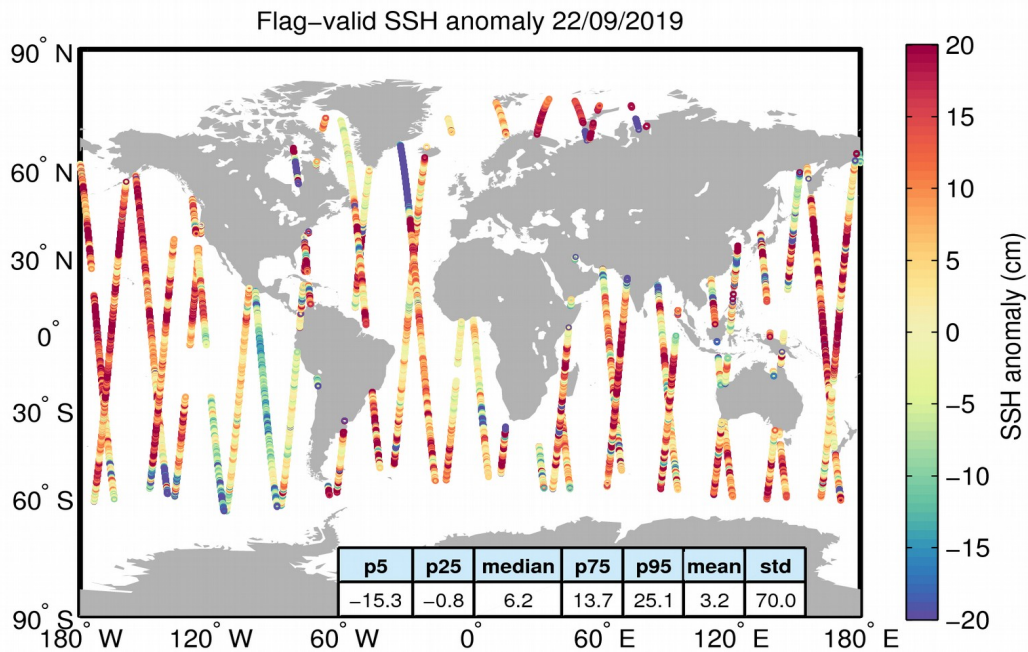 Flag−valid SSH anomaly 22/09/2019
90° N
60° N
30° N
0°
30° S
60° S
90° S
180° W
120° W
60° W
0°
60° E
120° E
180° E
p5 p25 median p75 p95 mean std
−15.3 −0.8 6.2 13.7 25.1 3.2 70.0
20
15
10
5
0
−5
−10
−15
−20
SSH anomaly (cm)